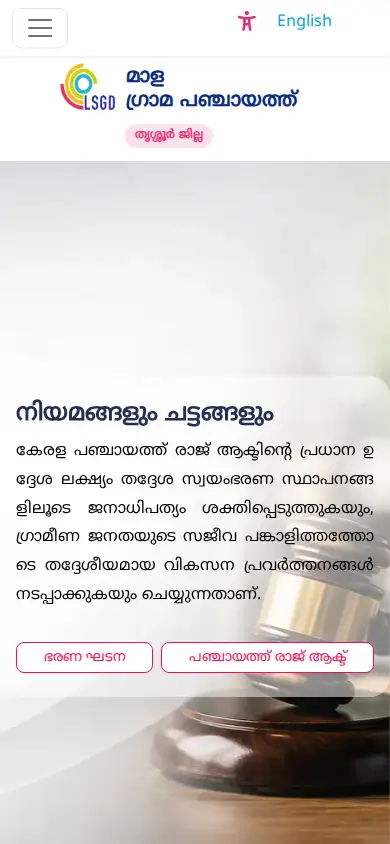 English
LSGD
മാള
ഗ്രാമ പഞ്ചായത്ത്
തൃശ്ശൂർ ജില്ല
നിയമങ്ങളും ചട്ടങ്ങളും
കേരള പഞ്ചായത്ത് രാജ് ആക്ടിന്റെ പ്രധാന ഉ
ദ്ദേശ ലക്ഷ്യം തദ്ദേശ സ്വയംഭരണ സ്ഥാപനങ്ങ
ളിലൂടെ ജനാധിപത്യം ശക്തിപ്പെടുത്തുകയും,
ഗ്രാമീണ ജനതയുടെ സജീവ പങ്കാളിത്തത്തോ
ടെ തദ്ദേശീയമായ വികസന പ്രവർത്തനങ്ങൾ
നടപ്പാക്കുകയും ചെയ്യുന്നതാണ്.
ഭരണ ഘടന
പഞ്ചായത്ത് രാജ് ആക്ട്